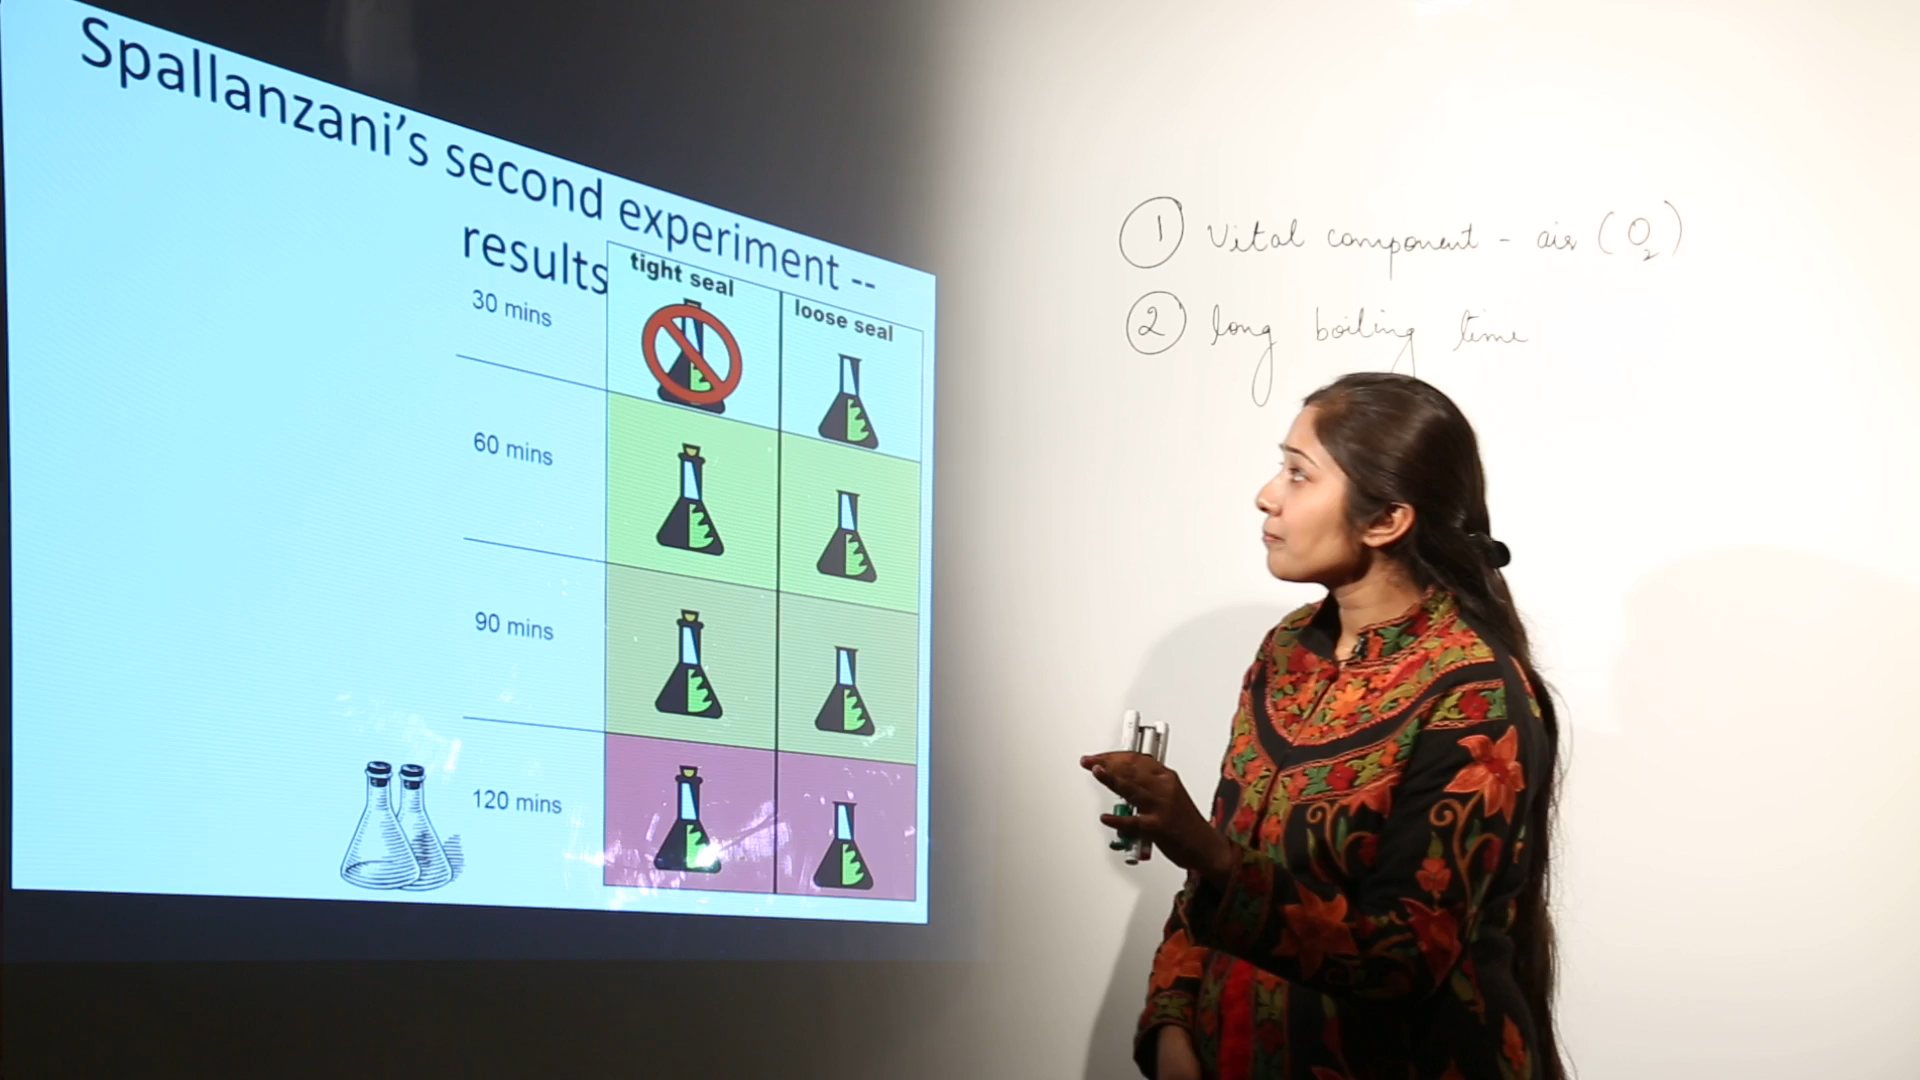 Spallanzani's second experiment --
results
tight seal
loose seal
30 mins
60 mins
90 mins
120 mins
① Vital component - air (O₂)
② long boiling time